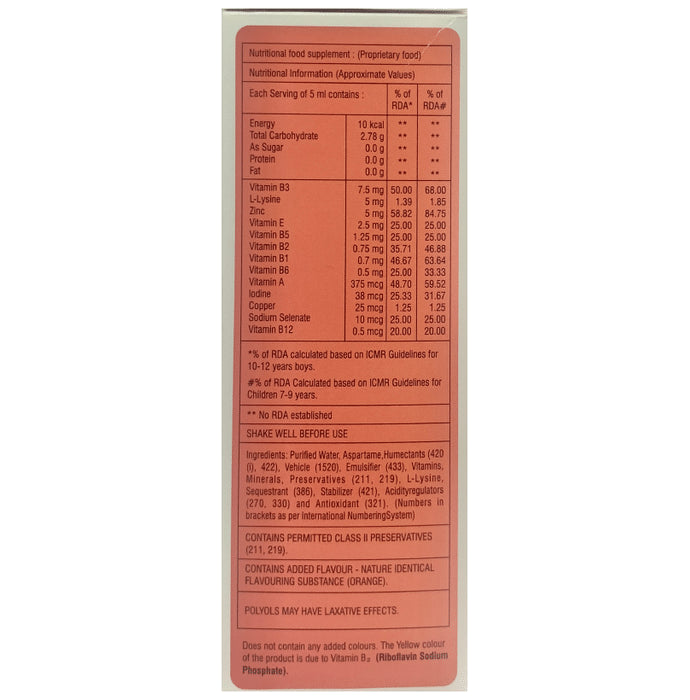 Nutritional food supplement : (Proprietary food)
Nutritional Information (Approximate Values)
Each Serving of 5 ml contains : % of RDA* % of RDA#
Energy 10 kcal ** **
Total Carbohydrate 2.78 g ** **
As Sugar 0.0 g ** **
Protein 0.0 g ** **
Fat 0.0 g ** **
Vitamin B3 7.5 mg 50.00 68.00
L-Lysine 5 mg 1.39 1.85
Zinc 5 mg 58.82 84.75
Vitamin E 2.5 mg 25.00 25.00
Vitamin B5 1.25 mg 25.00 25.00
Vitamin B2 0.75 mg 35.71 46.88
Vitamin B1 0.7 mg 46.67 63.64
Vitamin B6 0.5 mg 25.00 33.33
Vitamin A 375 mcg 48.70 59.52
Iodine 38 mcg 25.33 31.67
Copper 25 mcg 1.25 1.25
Sodium Selenate 10 mcg 25.00 25.00
Vitamin B12 0.5 mcg 20.00 20.00
*% of RDA calculated based on ICMR Guidelines for
10-12 years boys.
#% of RDA Calculated based on ICMR Guidelines for
Children 7-9 years.
** No RDA established
SHAKE WELL BEFORE USE
Ingredients: Purified Water, Aspartame,Humectants (420
(i), 422), Vehicle (1520), Emulsifier (433), Vitamins,
Minerals, Preservatives (211, 219), L-Lysine,
Sequestrant (386), Stabilizer (421), Acidityregulators
(270, 330) and Antioxidant (321). (Numbers in
brackets as per international NumberingSystem)
CONTAINS PERMITTED CLASS II PRESERVATIVES
(211, 219).
CONTAINS ADDED FLAVOUR - NATURE IDENTICAL
FLAVOURING SUBSTANCE (ORANGE).
POLYOLS MAY HAVE LAXATIVE EFFECTS.
Does not contain any added colours. The Yellow colour
of the product is due to Vitamin B₂ (Riboflavin Sodium
Phosphate).